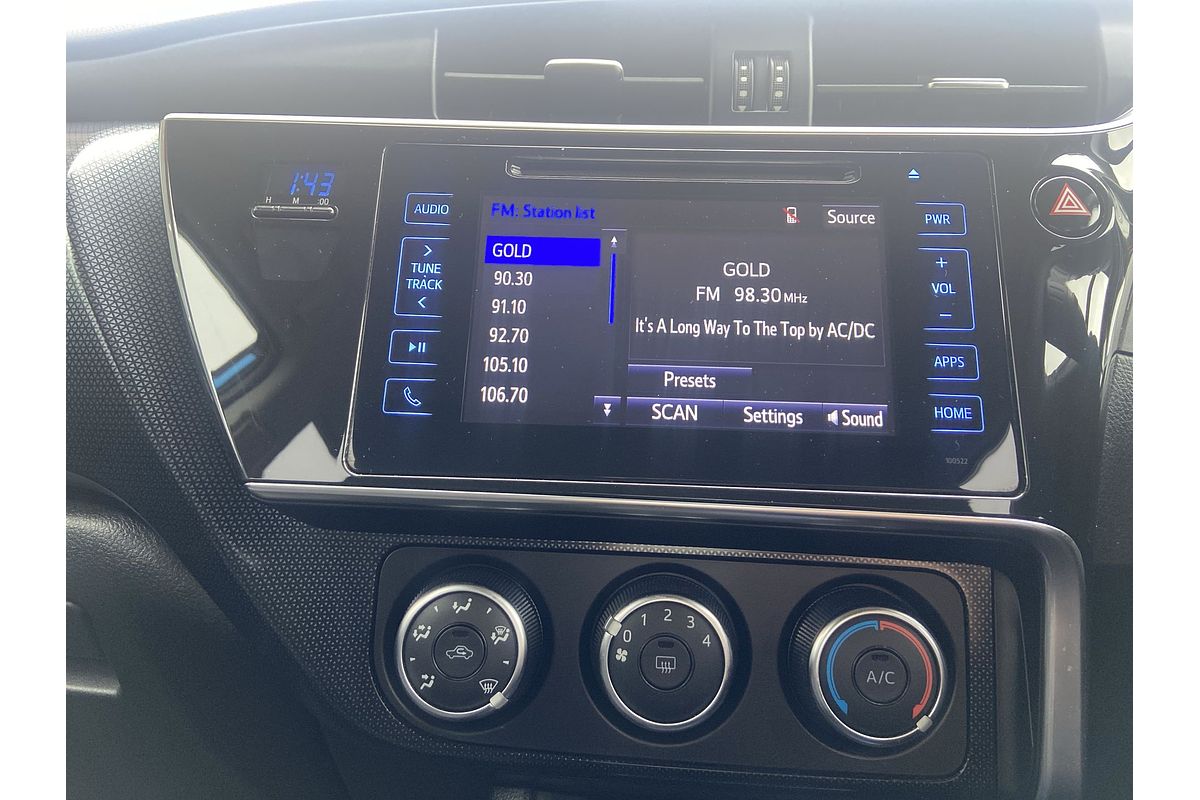 1:43
H M :00
AUDIO
FM: Station list
Source
PWR
>
TUNE
TRACK
<
GOLD
90.30
91.10
92.70
105.10
106.70
GOLD
FM 98.30 MHz
It's A Long Way To The Top by AC/DC
+
VOL
−
Presets
APPS
SCAN
Settings
Sound
HOME
100522
0 1 2 3 4
A/C